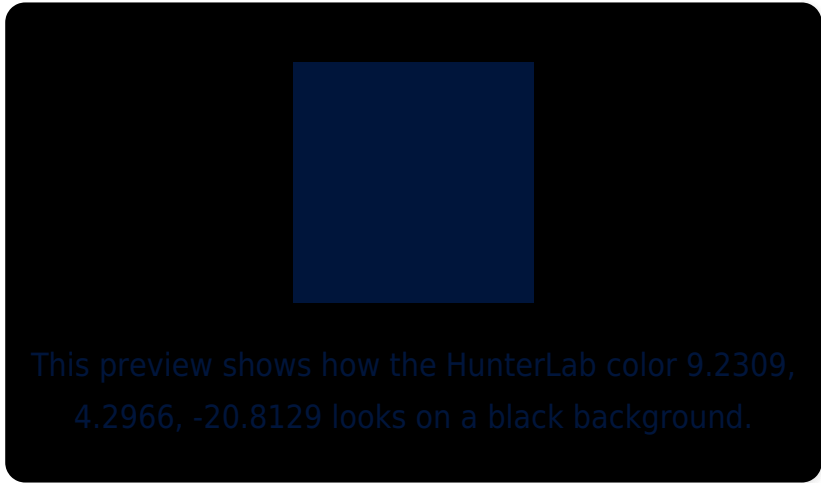 This preview shows how the HunterLab color 9.2309,
4.2966, -20.8129 looks on a black background.